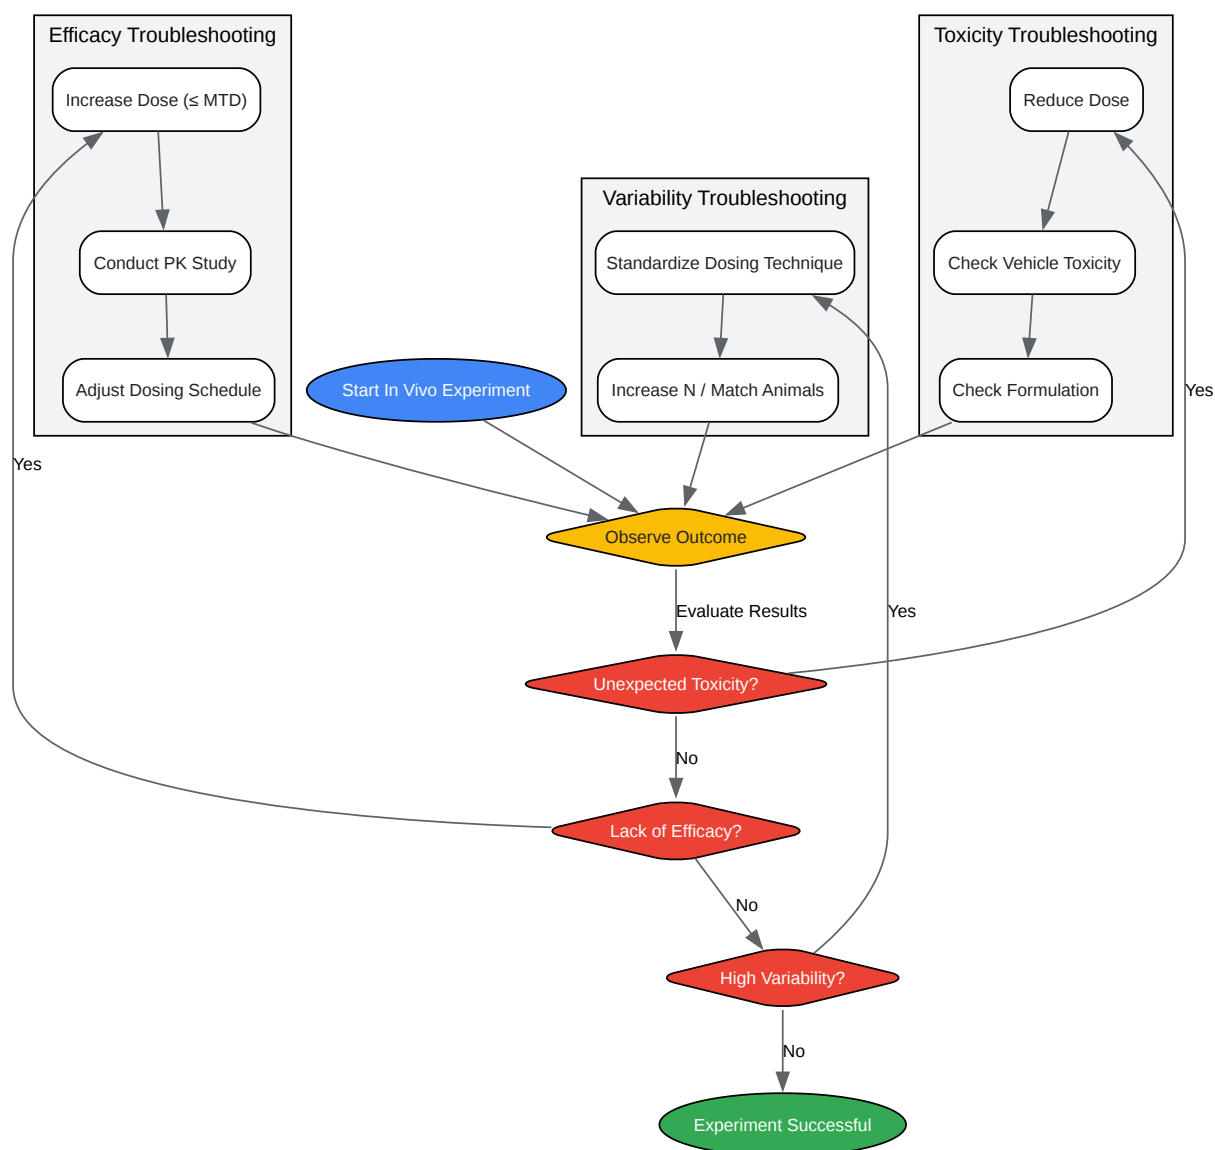 Efficacy Troubleshooting
Toxicity Troubleshooting
Increase Dose (≤ MTD)
Reduce Dose
Variability Troubleshooting
Conduct PK Study
Standardize Dosing Technique
Check Vehicle Toxicity
Adjust Dosing Schedule
Start In Vivo Experiment
Increase N / Match Animals
Check Formulation
Yes
Yes
Observe Outcome
Evaluate Results
Yes
Unexpected Toxicity?
No
Lack of Efficacy?
No
High Variability?
No
Experiment Successful